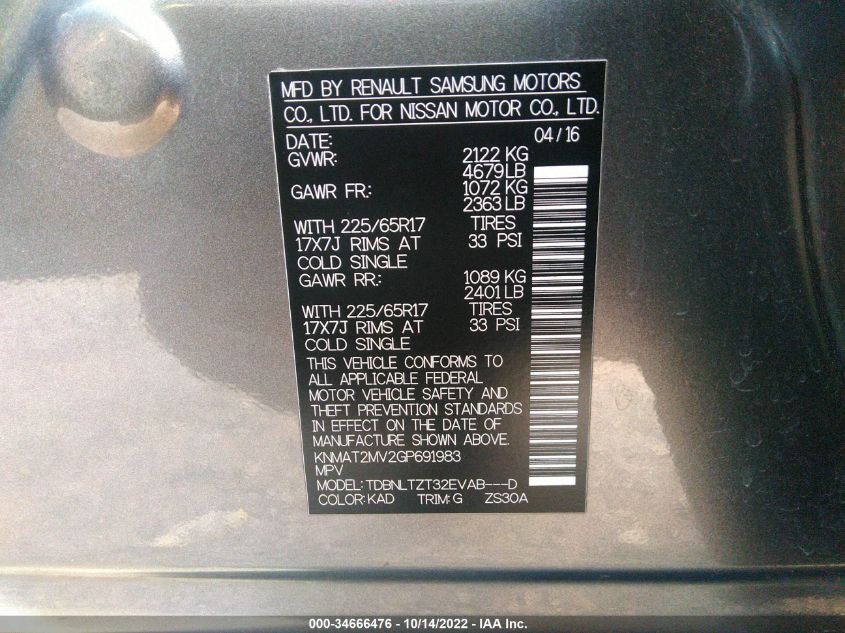 MFD BY RENAULT SAMSUNG MOTORS
CO., LTD. FOR NISSAN MOTOR CO., LTD.
DATE: 04/16
GVWR: 2122 KG
4679LB
GAWR FR.: 1072 KG
2363 LB
WITH 225/65R17 TIRES
17X7J RIMS AT 33 PSI
COLD SINGLE
GAWR RR.: 1089 KG
2401 LB
WITH 225/65R17 TIRES
17X7J RIMS AT 33 PSI
COLD SINGLE
THIS VEHICLE CONFORMS TO
ALL APPLICABLE FEDERAL
MOTOR VEHICLE SAFETY AND
THEFT PREVENTION STANDARDS
IN EFFECT ON THE DATE OF
MANUFACTURE SHOWN ABOVE.
KNMAT2MV2GP691983
MPV
MODEL: TDBNLTZT32EVAB---D
COLOR: KAD TRIM: G ZS30A
000-34666476 - 10/14/2022 - IAA Inc.